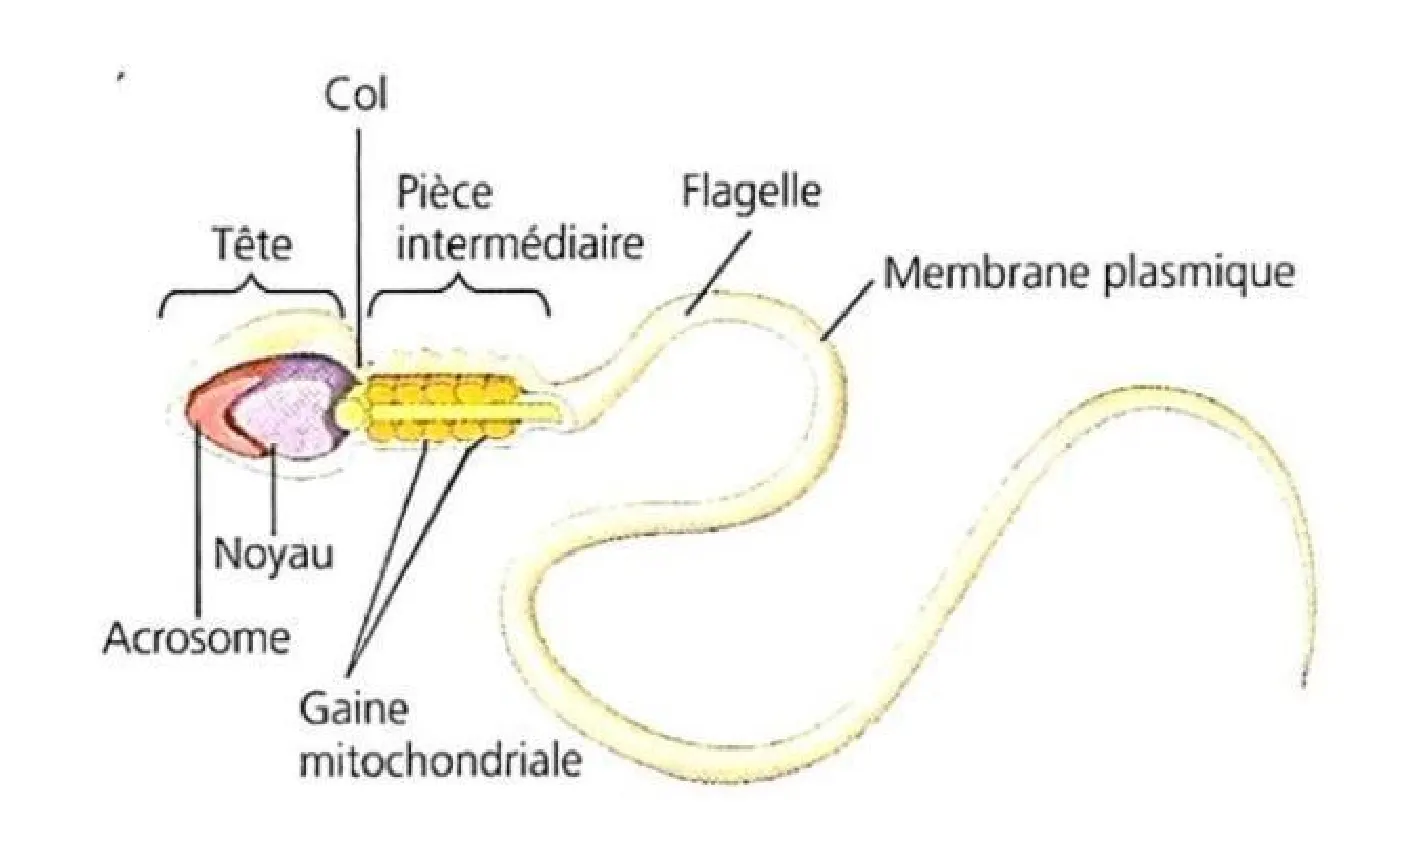 Col
Pièce
intermédiaire
Flagelle
Tête
Membrane plasmique
Noyau
Acrosome
Gaine
mitochondriale